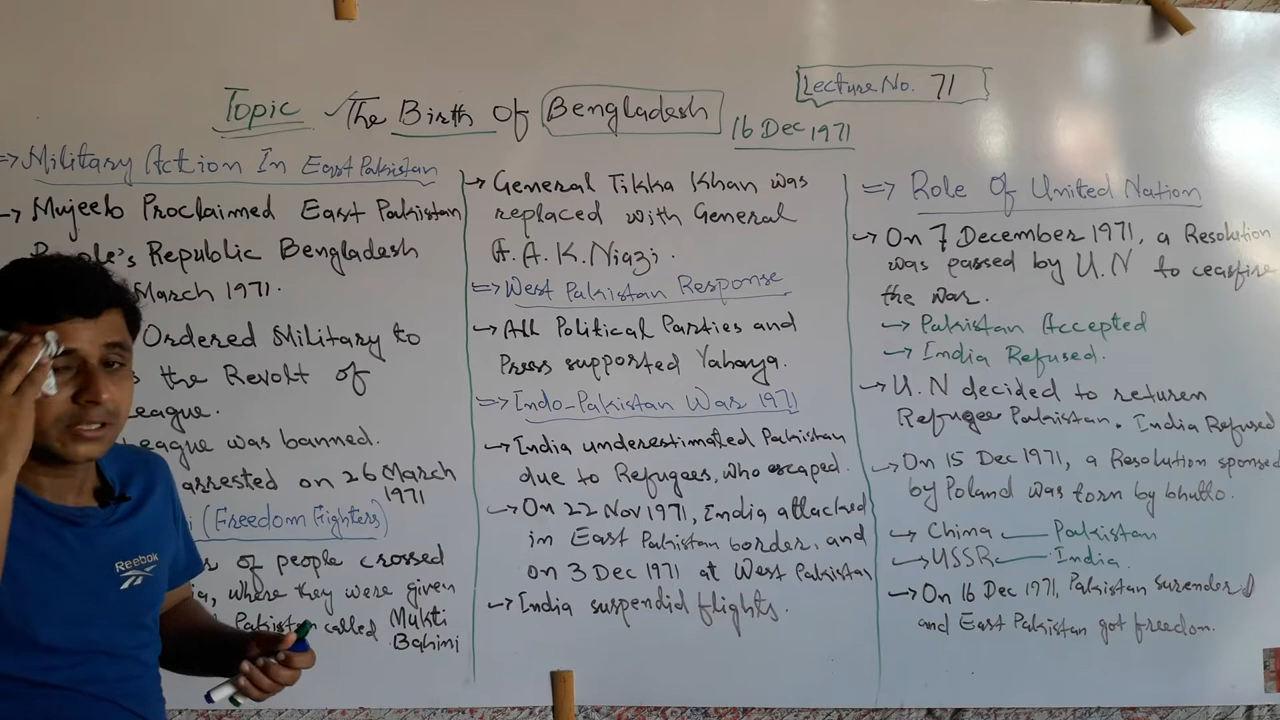 Lecture No. 71
Topic The Birth of Bengladesh
16 Dec 1971
=> Military Action In East Pakistan
→ Mujeeb Proclaimed East Pakistan
People's Republic Bengladesh
March 1971.
Ordered Military to
the Revolt of
eague.
League was banned.
arrested on 26 March
1971
(Freedom Fighters)
of people crossed
where they were given
Pakistan called Mukti
Bahini
→ General Tikka Khan was
replaced with General
A. A. K. Niazi.
=> West Pakistan Response
→ All Political Parties and
Press supported Yahaya.
=> Indo-Pakistan War 1971
→ India underestimated Pakistan
due to Refugees, who escaped.
→ On 22 Nov 1971, India attacked
in East Pakistan border, and
on 3 Dec 1971 at West Pakistan
→ India suspendid flights.
=> Role Of United Nation
→ On 7 December 1971, a Resolution
was passed by U.N to ceasfire
the war.
→ Pakistan Accepted
→ India Refused.
→ U.N decided to returen
Refugee Pakistan. India Refused
→ On 15 Dec 1971, a Resolution sponsed
by Poland was torn by bhutto.
→ China — Pakistan
→ USSR — India.
→ On 16 Dec 1971, Pakistan surenderd
and East Pakistan got freedom.
Reebok